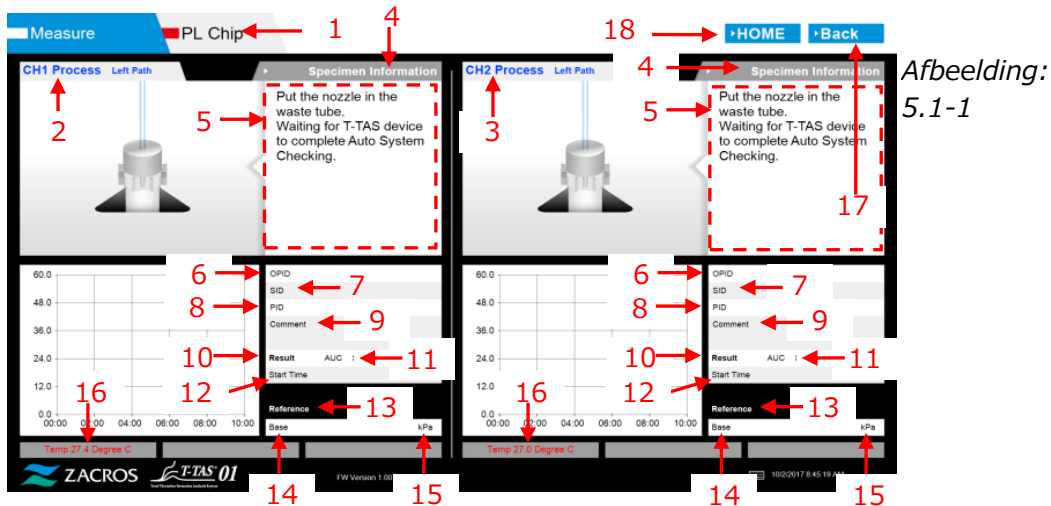 Measure
PL Chip
1
4
18
HOME
Back
CH1 Process Left Path
Specimen Information
CH2 Process Left Path
4
Specimen Information
Afbeelding:
5.1-1
2
5
Put the nozzle in the
waste tube.
Waiting for T-TAS device
to complete Auto System
Checking.
3
5
Put the nozzle in the
waste tube.
Waiting for T-TAS device
to complete Auto System
Checking.
17
60.0
48.0
36.0
24.0
12.0
0.0
00:00 02:00 04:00 06:00 08:00 10:00
6
OPID
SID
7
8
PID
Comment
9
10
Result AUC :
11
12
Start Time
16
Reference
13
Base kPa
60.0
48.0
36.0
24.0
12.0
0.0
00:00 02:00 04:00 06:00 08:00 10:00
6
OPID
SID
7
8
PID
Comment
9
10
Result AUC :
11
12
Start Time
16
Reference
13
Base kPa
Temp 27.4 Degree C
Temp 27.0 Degree C
ZACROS
T-TAS 01
FW Version 1.00
10/2/2017 8:45:19 AM
14
15
14
15